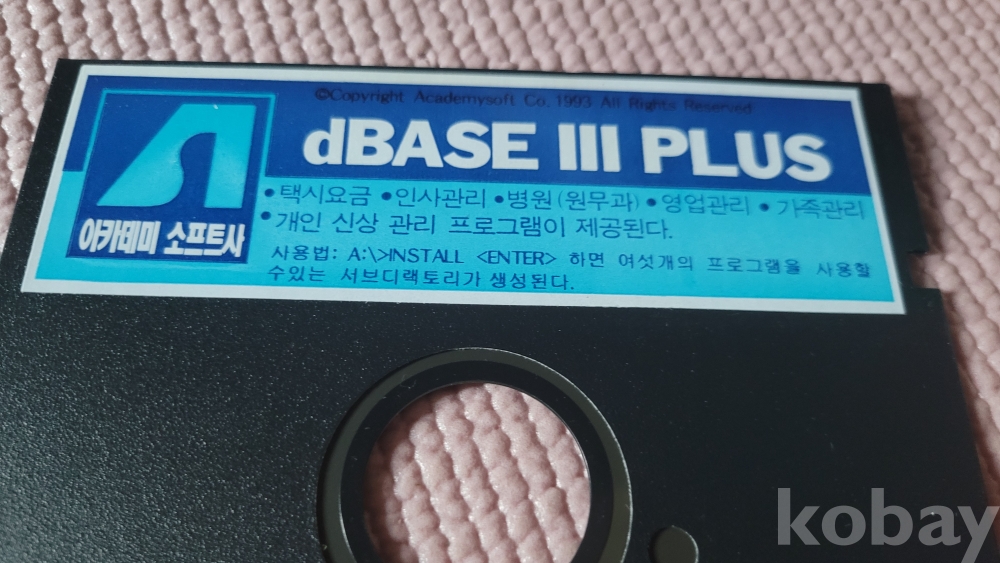 ©Copyright Academysoft Co. 1993 All Rights Reserved
dBASE III PLUS
아카데미 소프트사
• 택시요금 • 인사관리 • 병원(원무과) • 영업관리 • 가족관리
• 개인 신상 관리 프로그램이 제공된다.
사용법: A:\>INSTALL <ENTER> 하면 여섯개의 프로그램을 사용할
수있는 서브디랙토리가 생성된다.
kobay